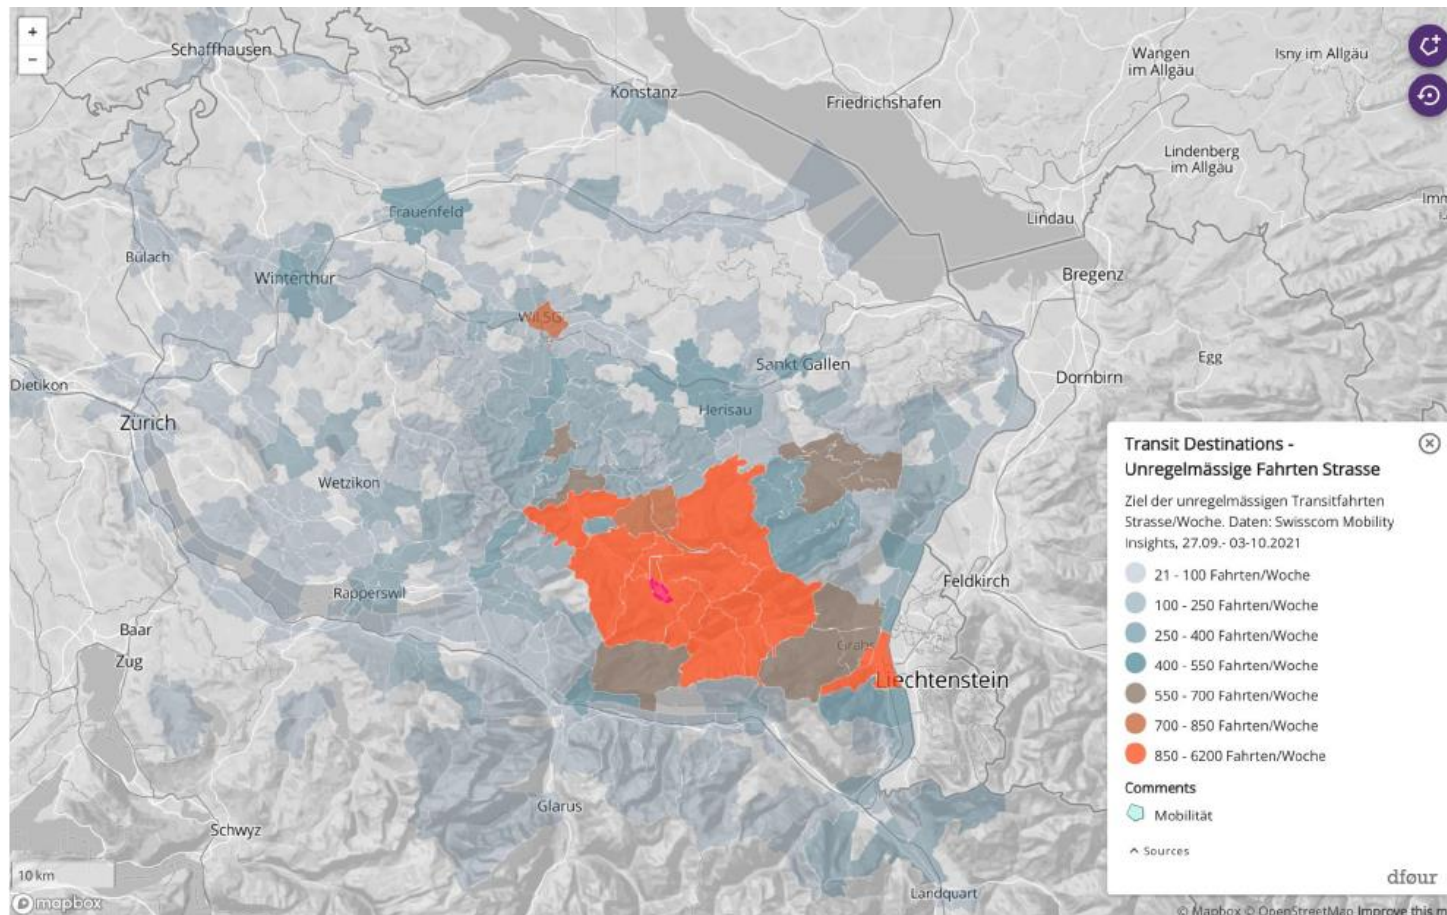 +
−
Schaffhausen
Konstanz
Friedrichshafen
Wangen
im Allgäu
Isny im Allgäu
Lindenberg
im Allgäu
Frauenfeld
Lindau
Bülach
Winterthur
Bregenz
Wil SG
Dietikon
Zürich
Sankt Gallen
Egg
Dornbirn
Herisau
Wetzikon
Transit Destinations -
Unregelmässige Fahrten Strasse
Ziel der unregelmässigen Transitfahrten
Strasse/Woche. Daten: Swisscom Mobility
Insights, 27.09.- 03-10.2021
21 - 100 Fahrten/Woche
100 - 250 Fahrten/Woche
250 - 400 Fahrten/Woche
400 - 550 Fahrten/Woche
550 - 700 Fahrten/Woche
700 - 850 Fahrten/Woche
850 - 6200 Fahrten/Woche
Comments
Mobilität
Sources
dføur
Rapperswil
Feldkirch
Baar
Zug
Grabs
Liechtenstein
Glarus
Schwyz
Landquart
10 km
mapbox
© Mapbox © OpenStreetMap Improve this m